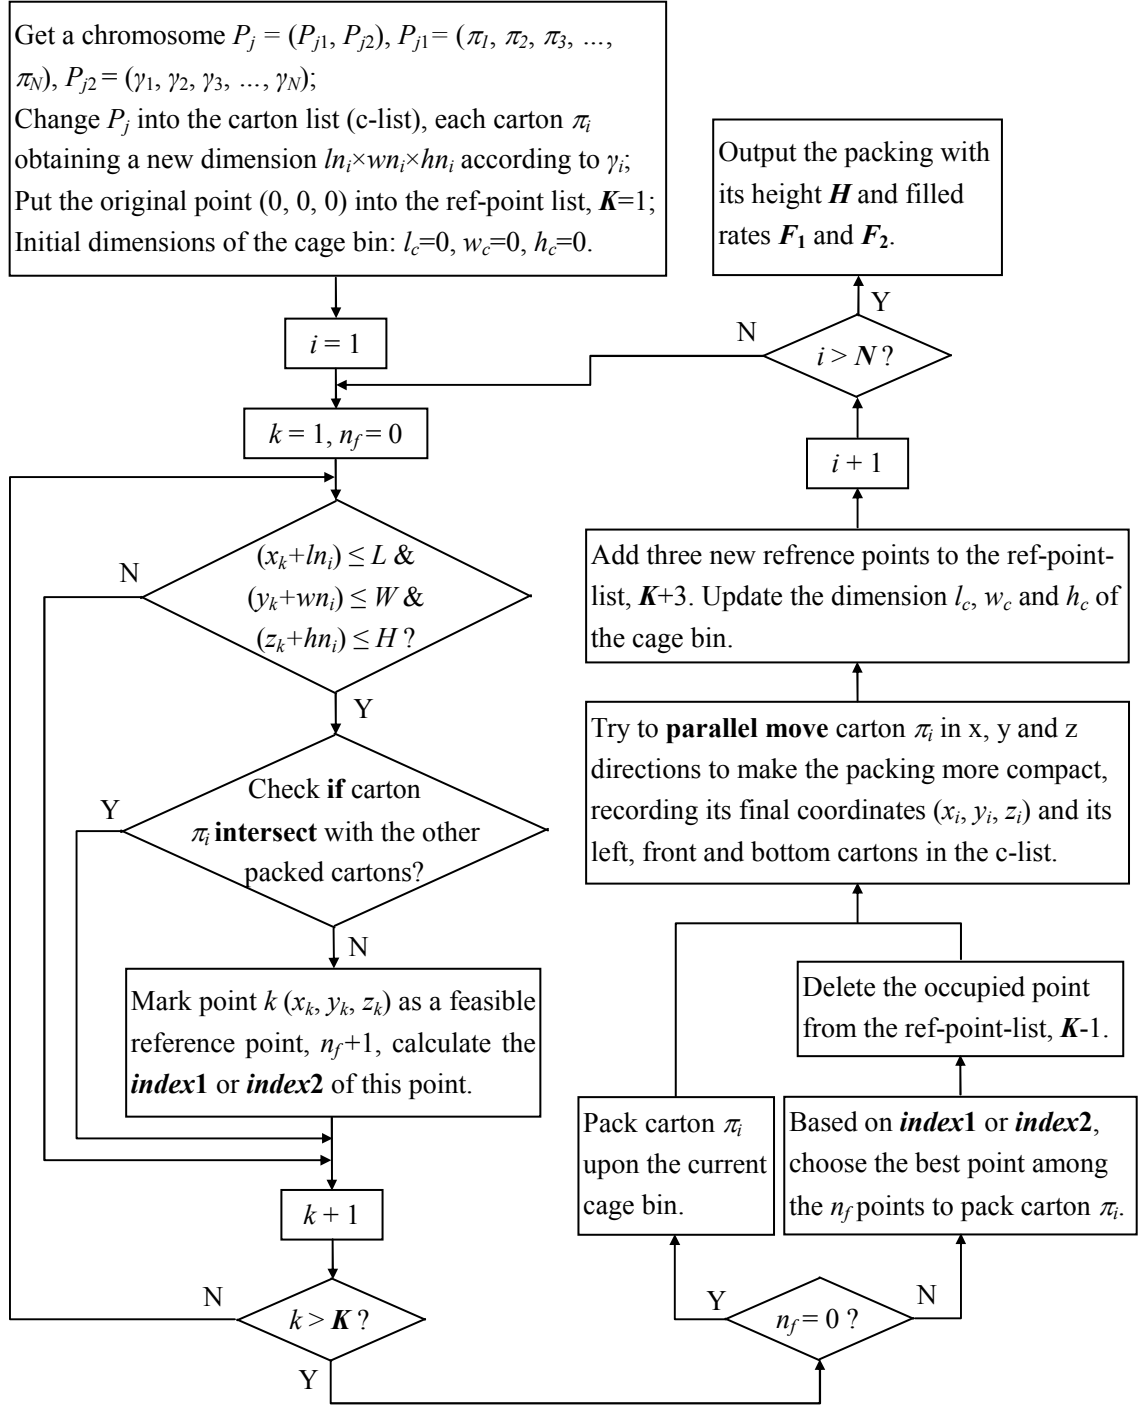 Get a chromosome Pj = (Pj1, Pj2), Pj1= (π1, π2, π3, ...,
πN), Pj2 = (γ1, γ2, γ3, ..., γN);
Change Pj into the carton list (c-list), each carton πi
obtaining a new dimension lni×wni×hni according to γi;
Put the original point (0, 0, 0) into the ref-point list, K=1;
Initial dimensions of the cage bin: lc=0, wc=0, hc=0.
i = 1
k = 1, nf = 0
(xk+lni) ≤ L &
(yk+wni) ≤ W &
(zk+hni) ≤ H ?
N
Y
Check if carton
πi intersect with the other
packed cartons?
Y
N
Mark point k (xk, yk, zk) as a feasible
reference point, nf+1, calculate the
index1 or index2 of this point.
k + 1
k > K ?
N
Y
nf = 0 ?
Y
N
Pack carton πi
upon the current
cage bin.
Based on index1 or index2,
choose the best point among
the nf points to pack carton πi.
Delete the occupied point
from the ref-point-list, K-1.
Try to parallel move carton πi in x, y and z
directions to make the packing more compact,
recording its final coordinates (xi, yi, zi) and its
left, front and bottom cartons in the c-list.
Add three new refrence points to the ref-point-
list, K+3. Update the dimension lc, wc and hc of
the cage bin.
i + 1
i > N ?
N
Y
Output the packing with
its height H and filled
rates F1 and F2.